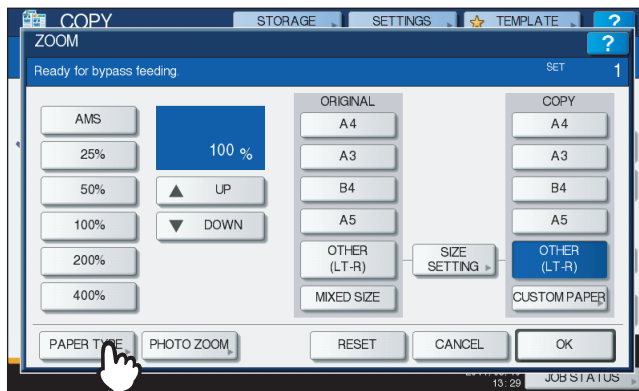 COPY
STORAGE
SETTINGS
TEMPLATE
?
ZOOM
?
Ready for bypass feeding.
SET 1
ORIGINAL
COPY
AMS
25%
50%
100%
200%
400%
100 %
UP
DOWN
A4
A3
B4
A5
OTHER
(LT-R)
MIXED SIZE
SIZE
SETTING
A4
A3
B4
A5
OTHER
(LT-R)
CUSTOM PAPER
PAPER TYPE
PHOTO ZOOM
RESET
CANCEL
OK
13:29
JOB STATUS